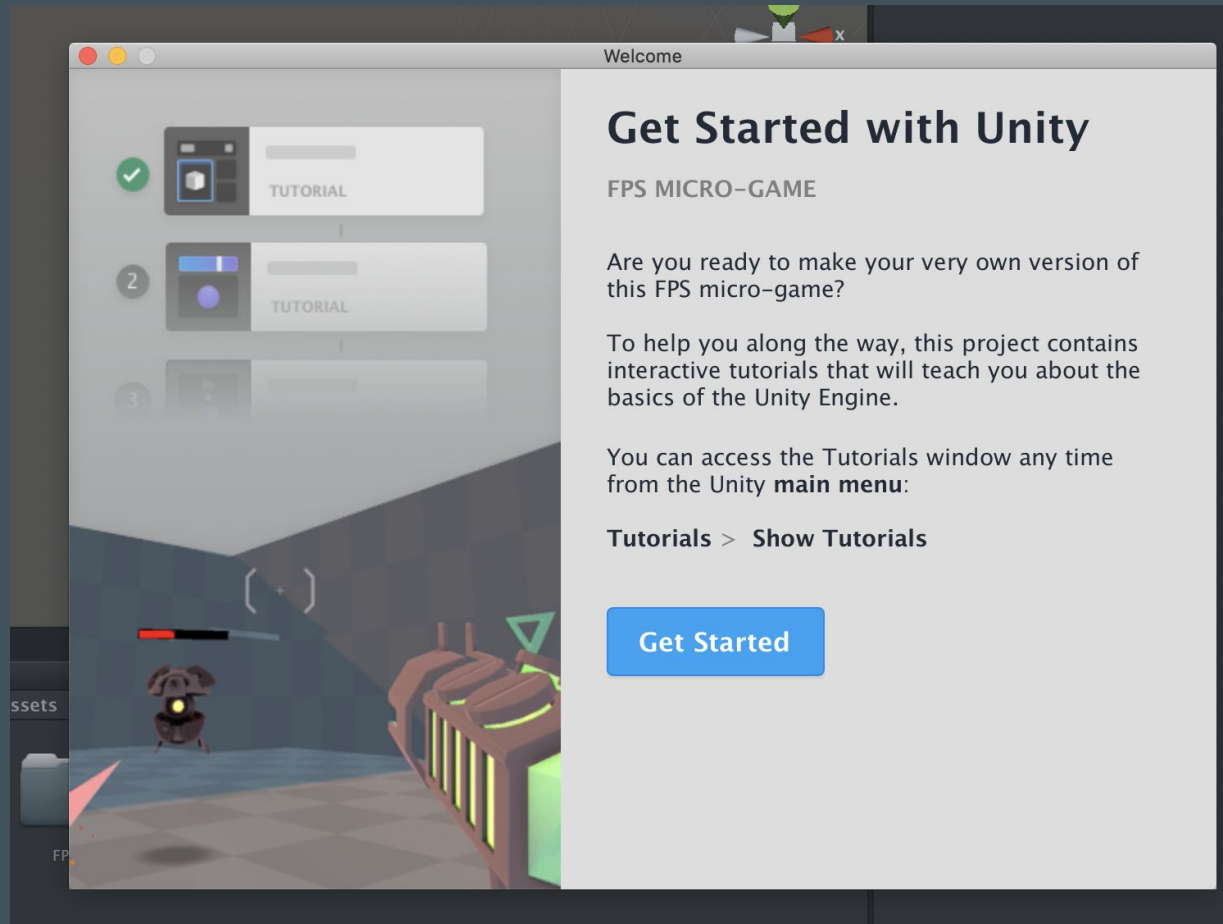 x
Welcome
TUTORIAL
2
TUTORIAL
3
Get Started with Unity
FPS MICRO-GAME
Are you ready to make your very own version of
this FPS micro-game?
To help you along the way, this project contains
interactive tutorials that will teach you about the
basics of the Unity Engine.
You can access the Tutorials window any time
from the Unity main menu:
Tutorials > Show Tutorials
Get Started
ssets
FP